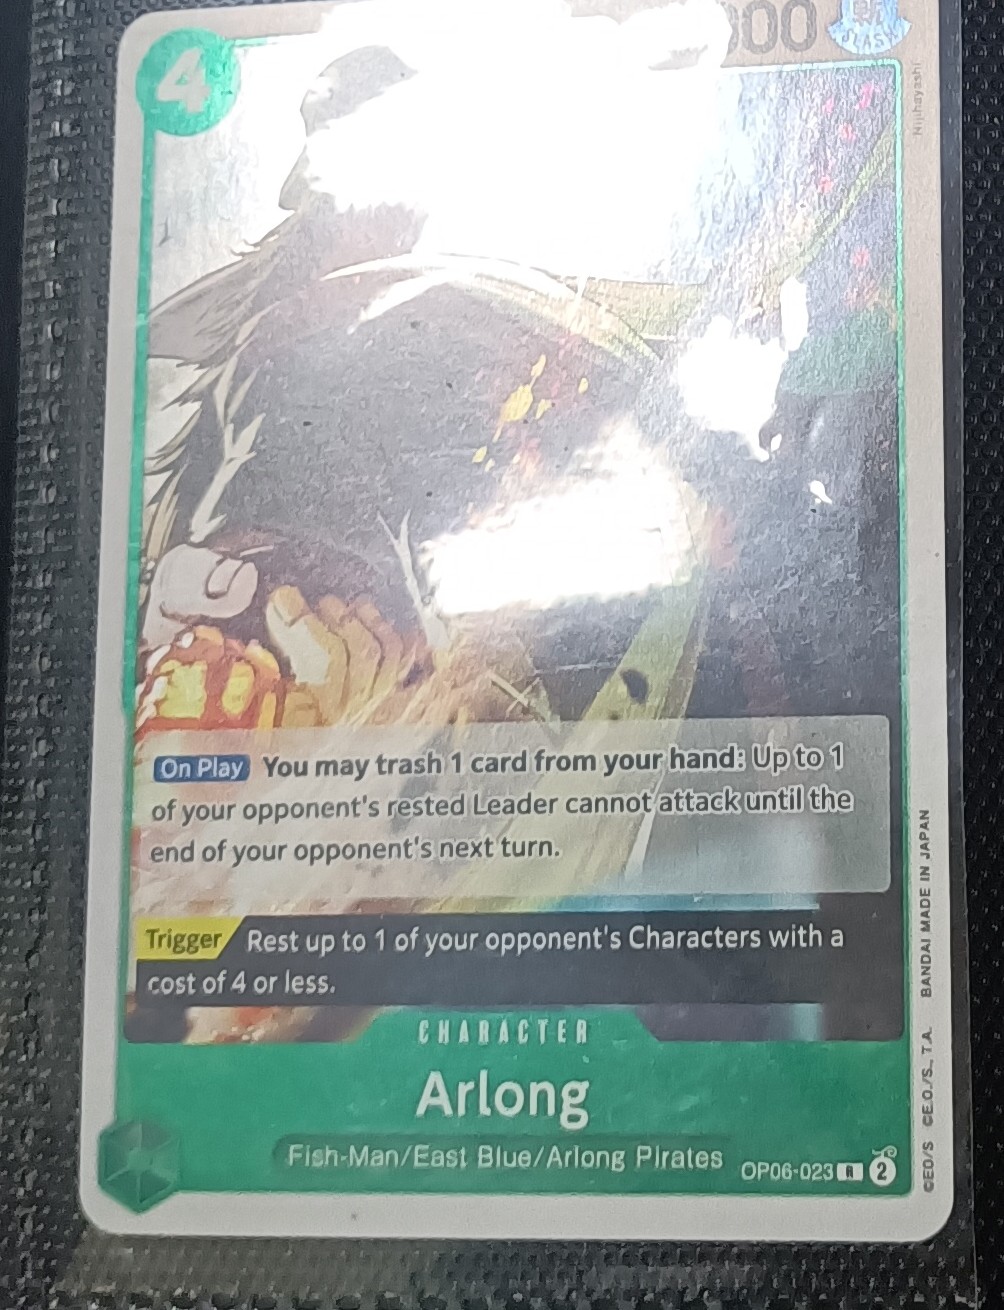 4
000
斬
SLASH
Nijihayashi
On Play You may trash 1 card from your hand: Up to 1
of your opponent's rested Leader cannot attack until the
end of your opponent's next turn.
Trigger Rest up to 1 of your opponent's Characters with a
cost of 4 or less.
CHARACTER
Arlong
Fish-Man/East Blue/Arlong Pirates
OP06-023 R 2
©EO/S ©E.O./S., T.A. BANDAI MADE IN JAPAN